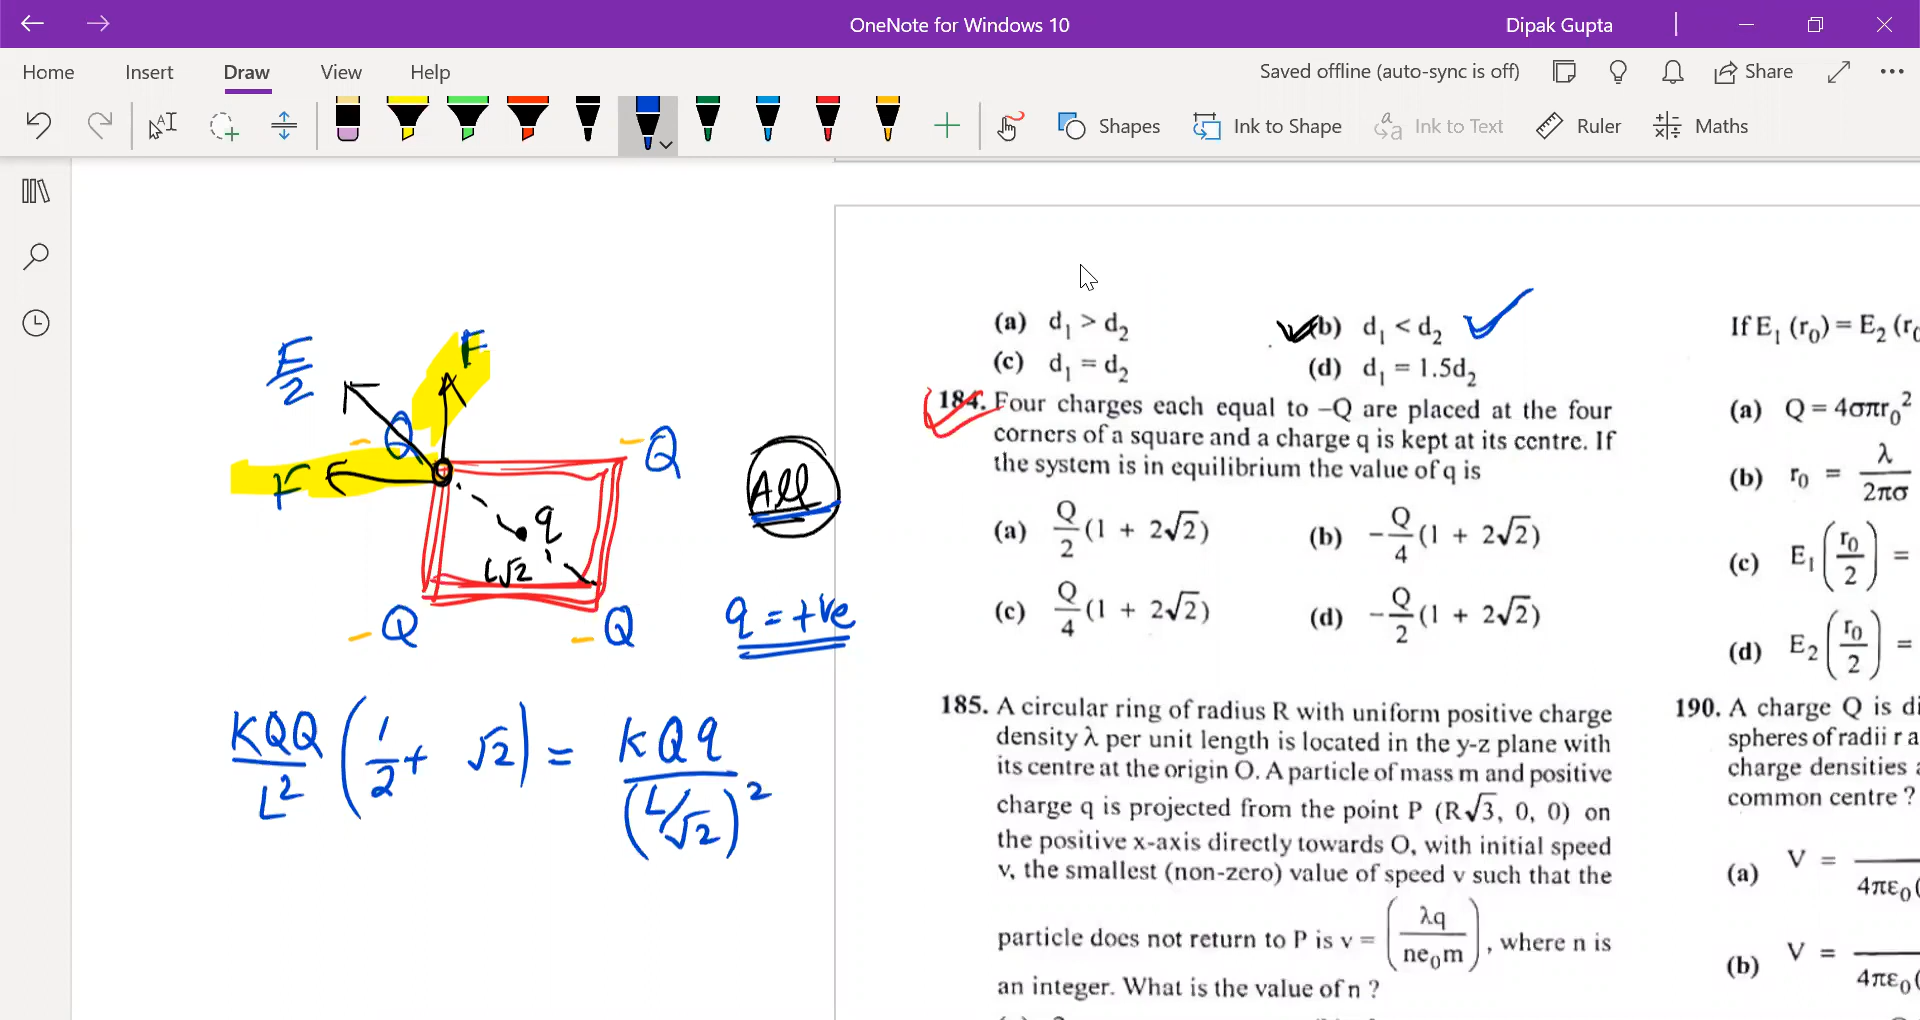 OneNote for Windows 10
Dipak Gupta
Home Insert Draw View Help
Saved offline (auto-sync is off)
Share
Shapes
Ink to Shape
Ink to Text
Ruler
Maths
F/2
F
Q
F
-Q
q
L√2
-Q
-Q
All
q = +ve
KQQ/L² (1/2 + √2) = KQq/(L/√2)²
(a) d₁ > d₂ (b) d₁ < d₂
(c) d₁ = d₂ (d) d₁ = 1.5d₂
184. Four charges each equal to –Q are placed at the four
corners of a square and a charge q is kept at its centre. If
the system is in equilibrium the value of q is
(a) Q/2 (1 + 2√2) (b) –Q/4 (1 + 2√2)
(c) Q/4 (1 + 2√2) (d) –Q/2 (1 + 2√2)
185. A circular ring of radius R with uniform positive charge
density λ per unit length is located in the y-z plane with
its centre at the origin O. A particle of mass m and positive
charge q is projected from the point P (R√3, 0, 0) on
the positive x-axis directly towards O, with initial speed
v, the smallest (non-zero) value of speed v such that the
particle does not return to P is v = (λq/ne₀m), where n is
an integer. What is the value of n ?
If E₁ (r₀) = E₂ (r₀
(a) Q = 4σπr₀²
(b) r₀ = λ/2πσ
(c) E₁ (r₀/2) =
(d) E₂ (r₀/2) =
190. A charge Q is di
spheres of radii r a
charge densities
common centre ?
(a) V = 4πε₀(
(b) V = 4πε₀(